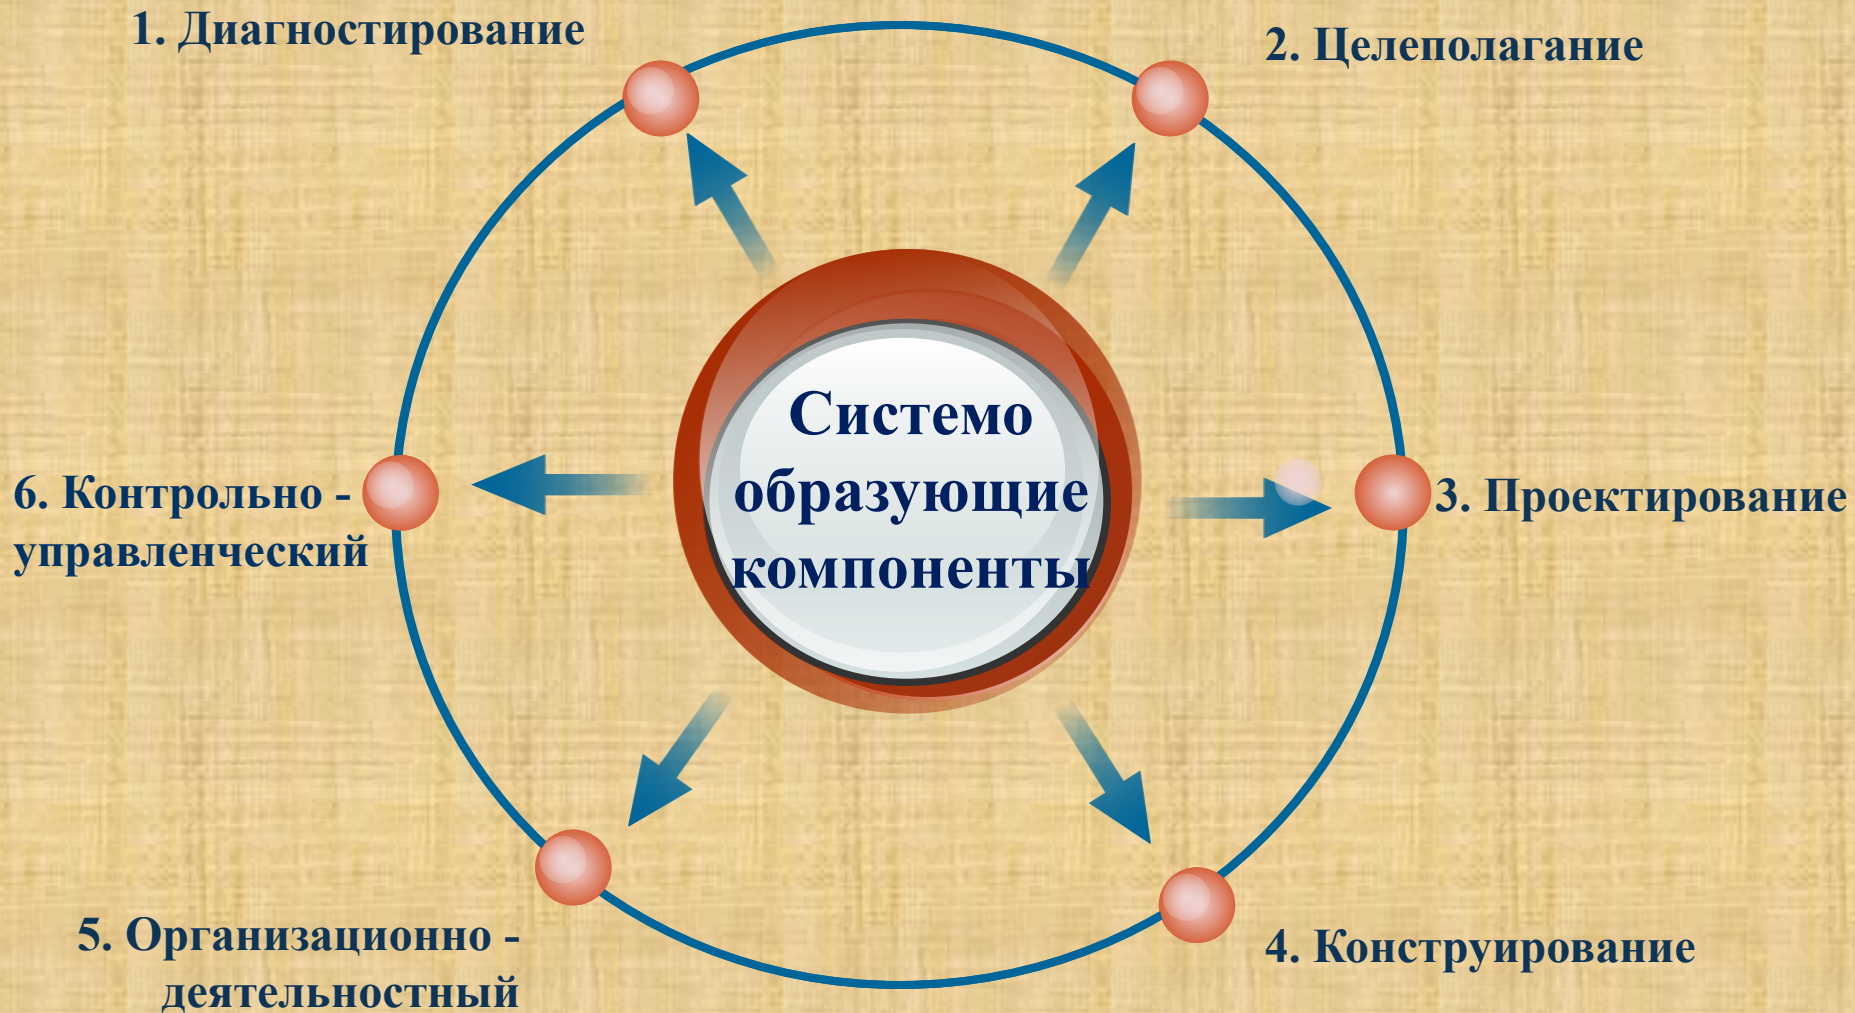 1. Диагностирование
2. Целеполагание
Системо
образующие
компоненты
3. Проектирование
4. Конструирование
5. Организационно -
деятельностный
6. Контрольно -
управленческий